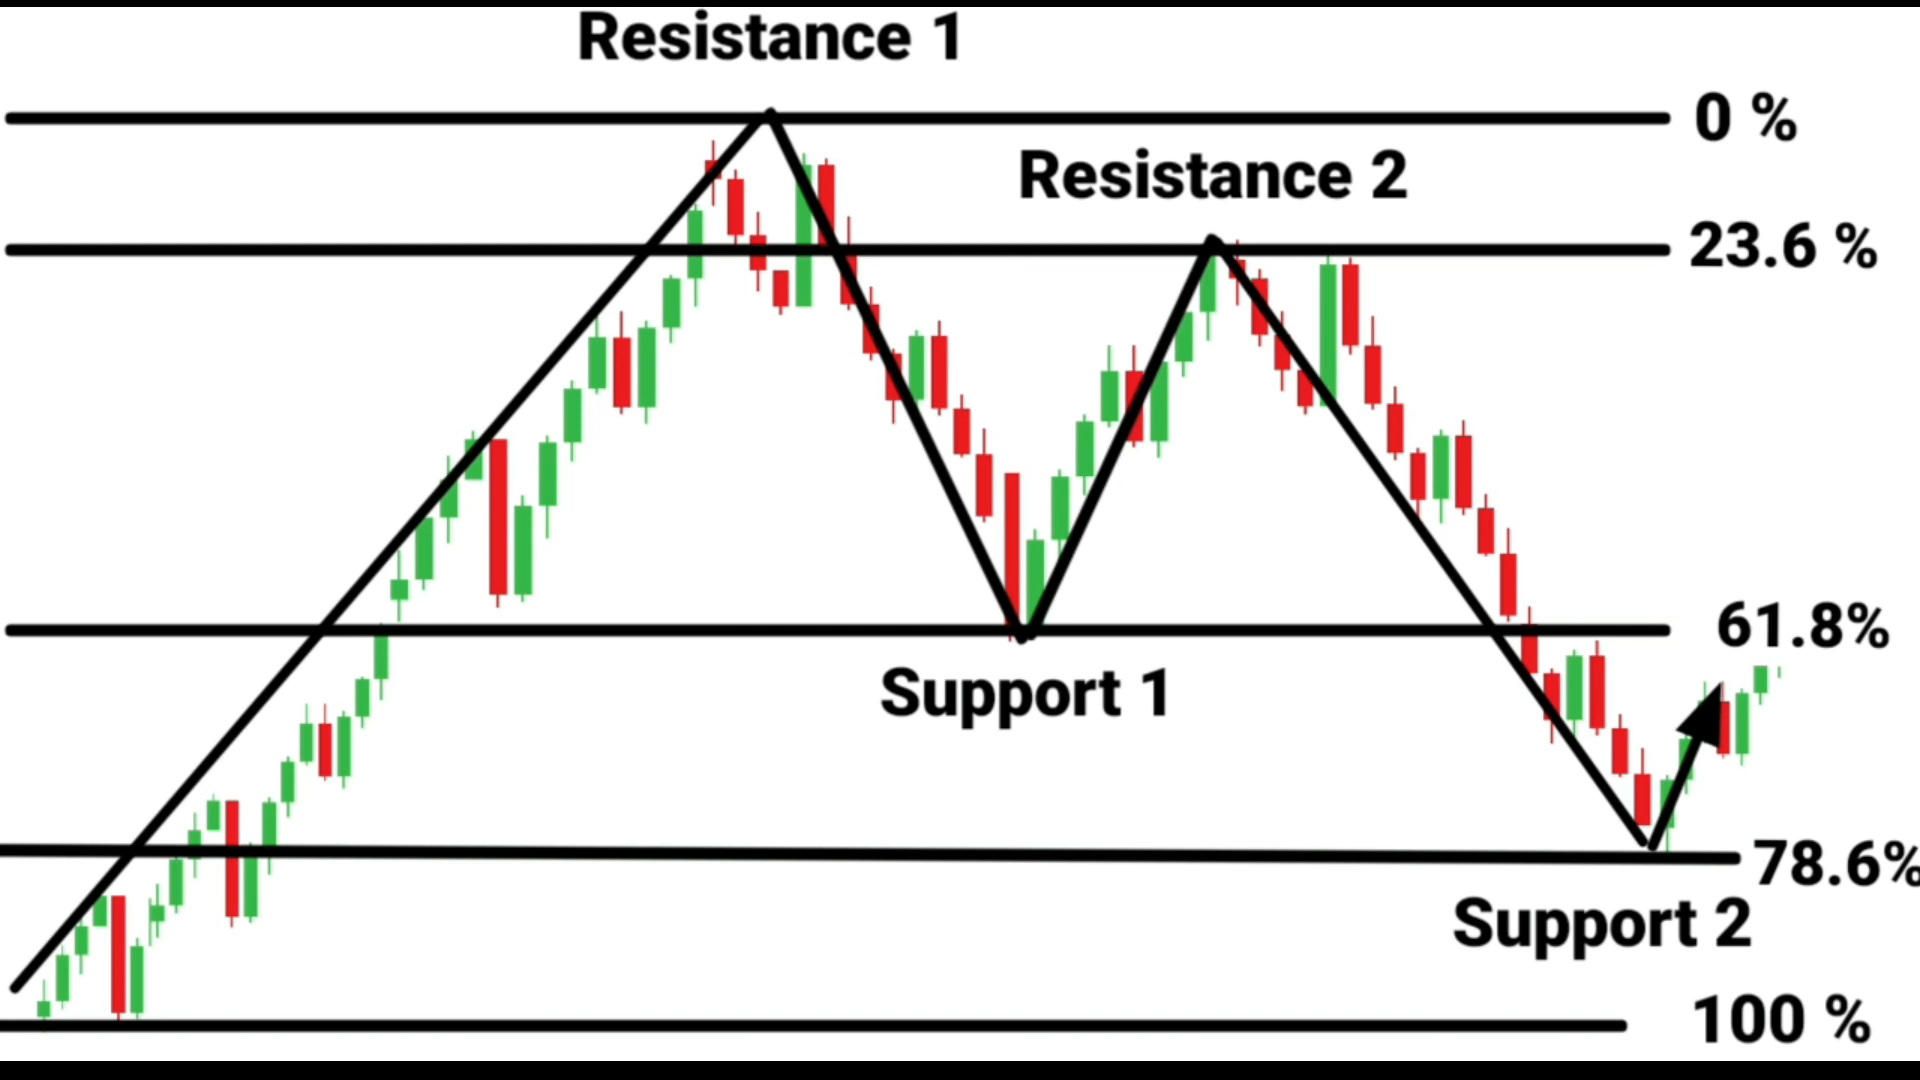 Resistance 1
0 %
Resistance 2
23.6 %
61.8%
Support 1
78.6%
Support 2
100 %